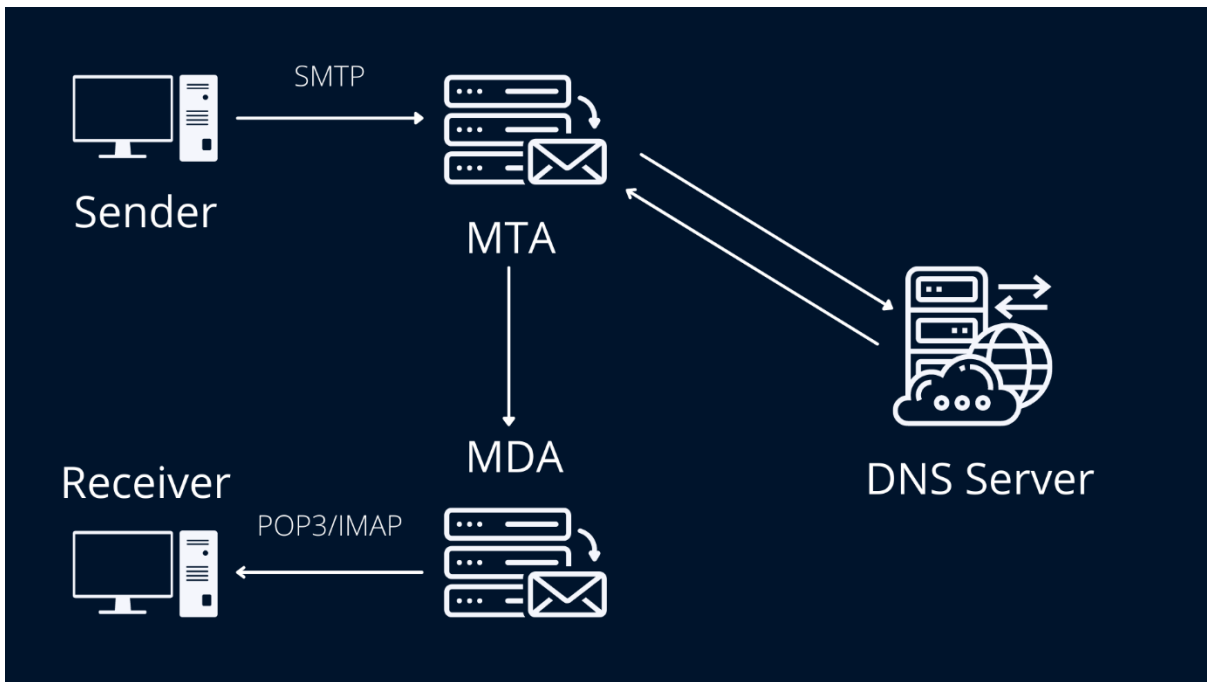 SMTP
Sender
MTA
MDA
Receiver
DNS Server
POP3/IMAP